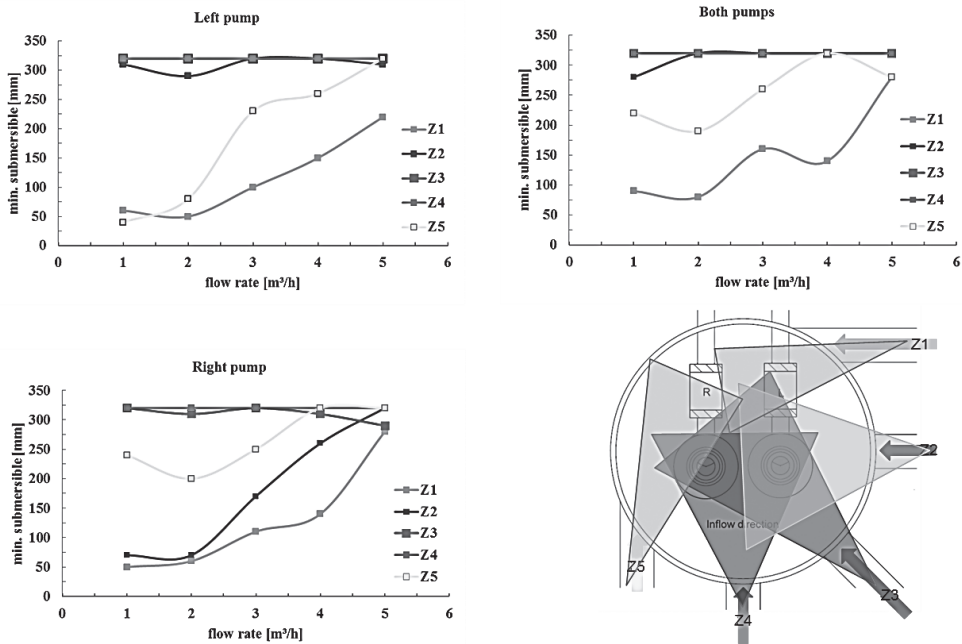 Left pump
min. submersible [mm]
350
300
250
200
150
100
50
0
0 1 2 3 4 5 6
flow rate [m³/h]
Z1
Z2
Z3
Z4
Z5
Both pumps
min. submersible [mm]
350
300
250
200
150
100
50
0
0 1 2 3 4 5 6
flow rate [m³/h]
Z1
Z2
Z3
Z4
Z5
Right pump
min. submersible [mm]
350
300
250
200
150
100
50
0
0 1 2 3 4 5 6
flow rate [m³/h]
Z1
Z2
Z3
Z4
Z5
Z1
R
Z2
Inflow direction
Z5
Z3
Z4